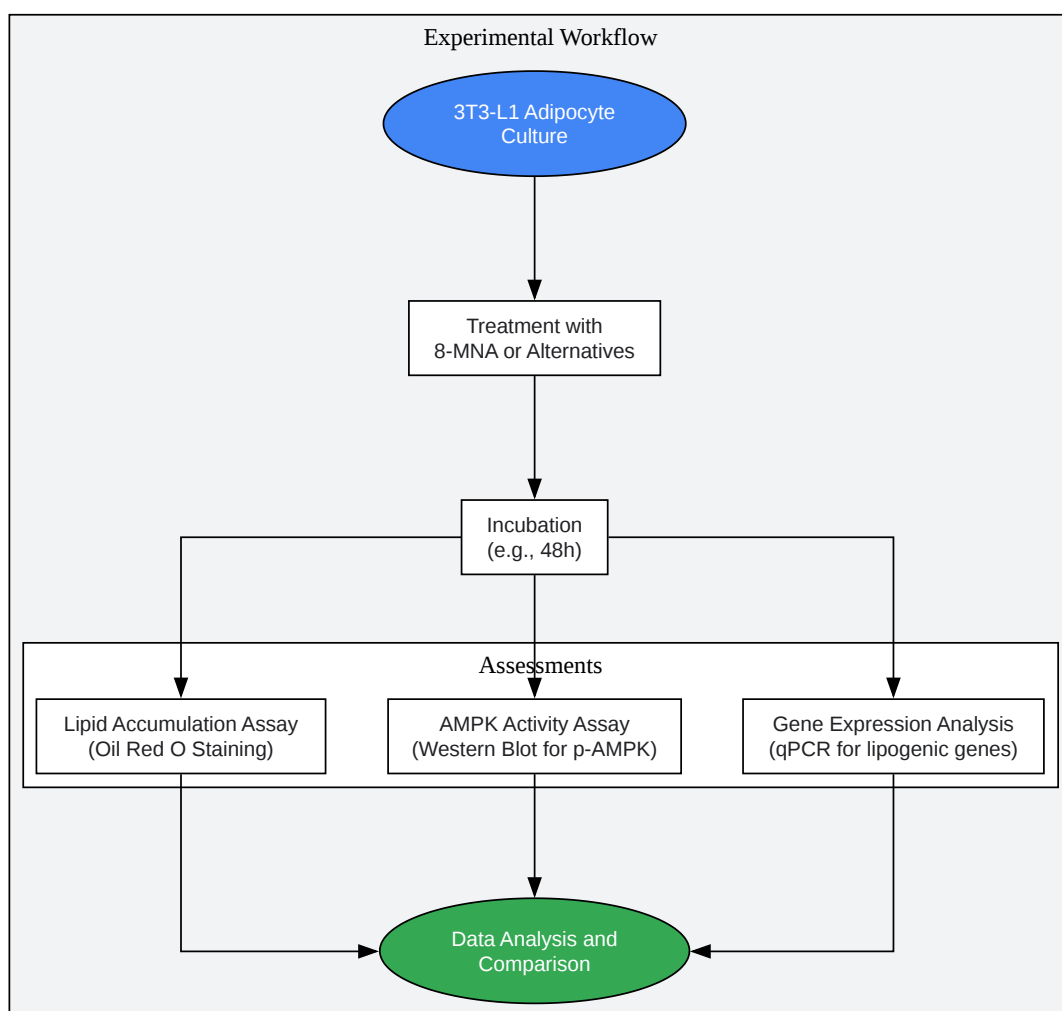 Experimental Workflow
3T3-L1 Adipocyte
Culture
Treatment with
8-MNA or Alternatives
Incubation
(e.g., 48h)
Assessments
Lipid Accumulation Assay
(Oil Red O Staining)
AMPK Activity Assay
(Western Blot for p-AMPK)
Gene Expression Analysis
(qPCR for lipogenic genes)
Data Analysis and
Comparison